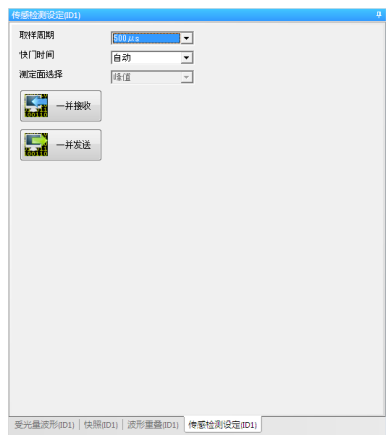 传感检测设定(ID1)
取样周期 500 μs
快门时间 自动
测定面选择 峰值
一并接收
一并发送
受光量波形(ID1) 快照(ID1) 波形重叠(ID1) 传感检测设定(ID1)